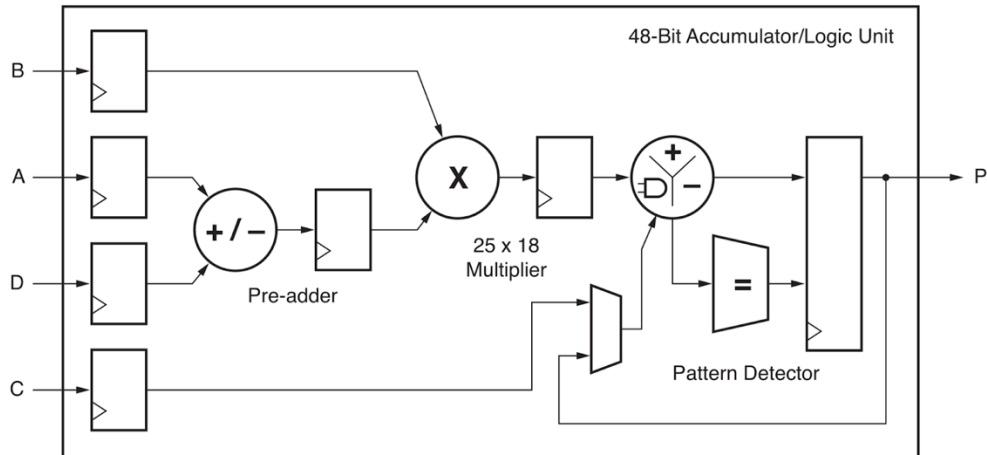 48-Bit Accumulator/Logic Unit
B
A
D
C
+ / −
Pre-adder
X
25 x 18
Multiplier
+
−
=
Pattern Detector
P